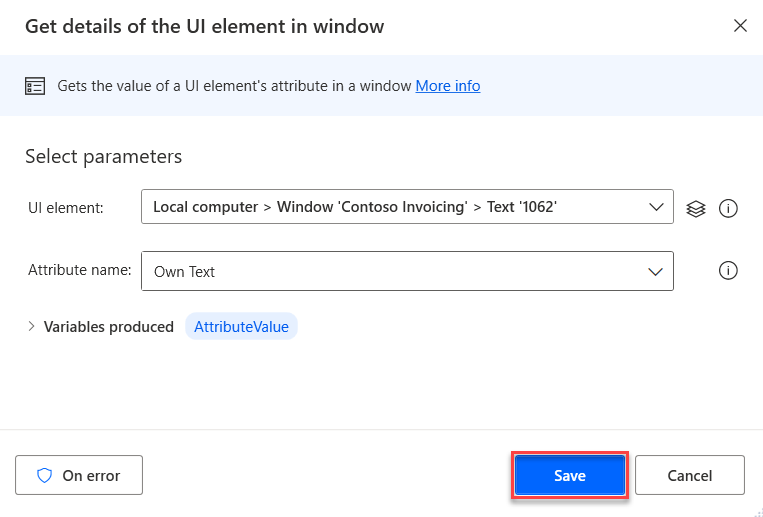 Get details of the UI element in window
Gets the value of a UI element's attribute in a window More info
Select parameters
UI element:
Local computer > Window 'Contoso Invoicing' > Text '1062'
Attribute name:
Own Text
Variables produced AttributeValue
On error
Save
Cancel